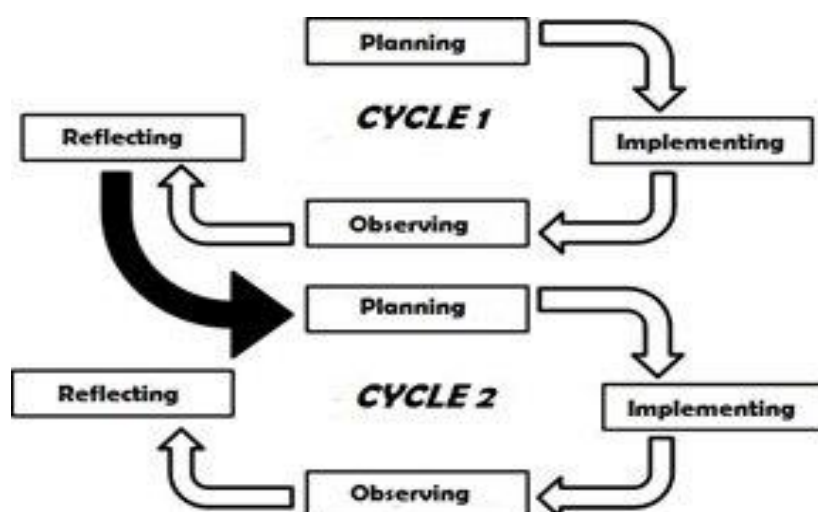 Planning
CYCLE 1
Reflecting
Implementing
Observing
Planning
Reflecting
CYCLE 2
Implementing
Observing